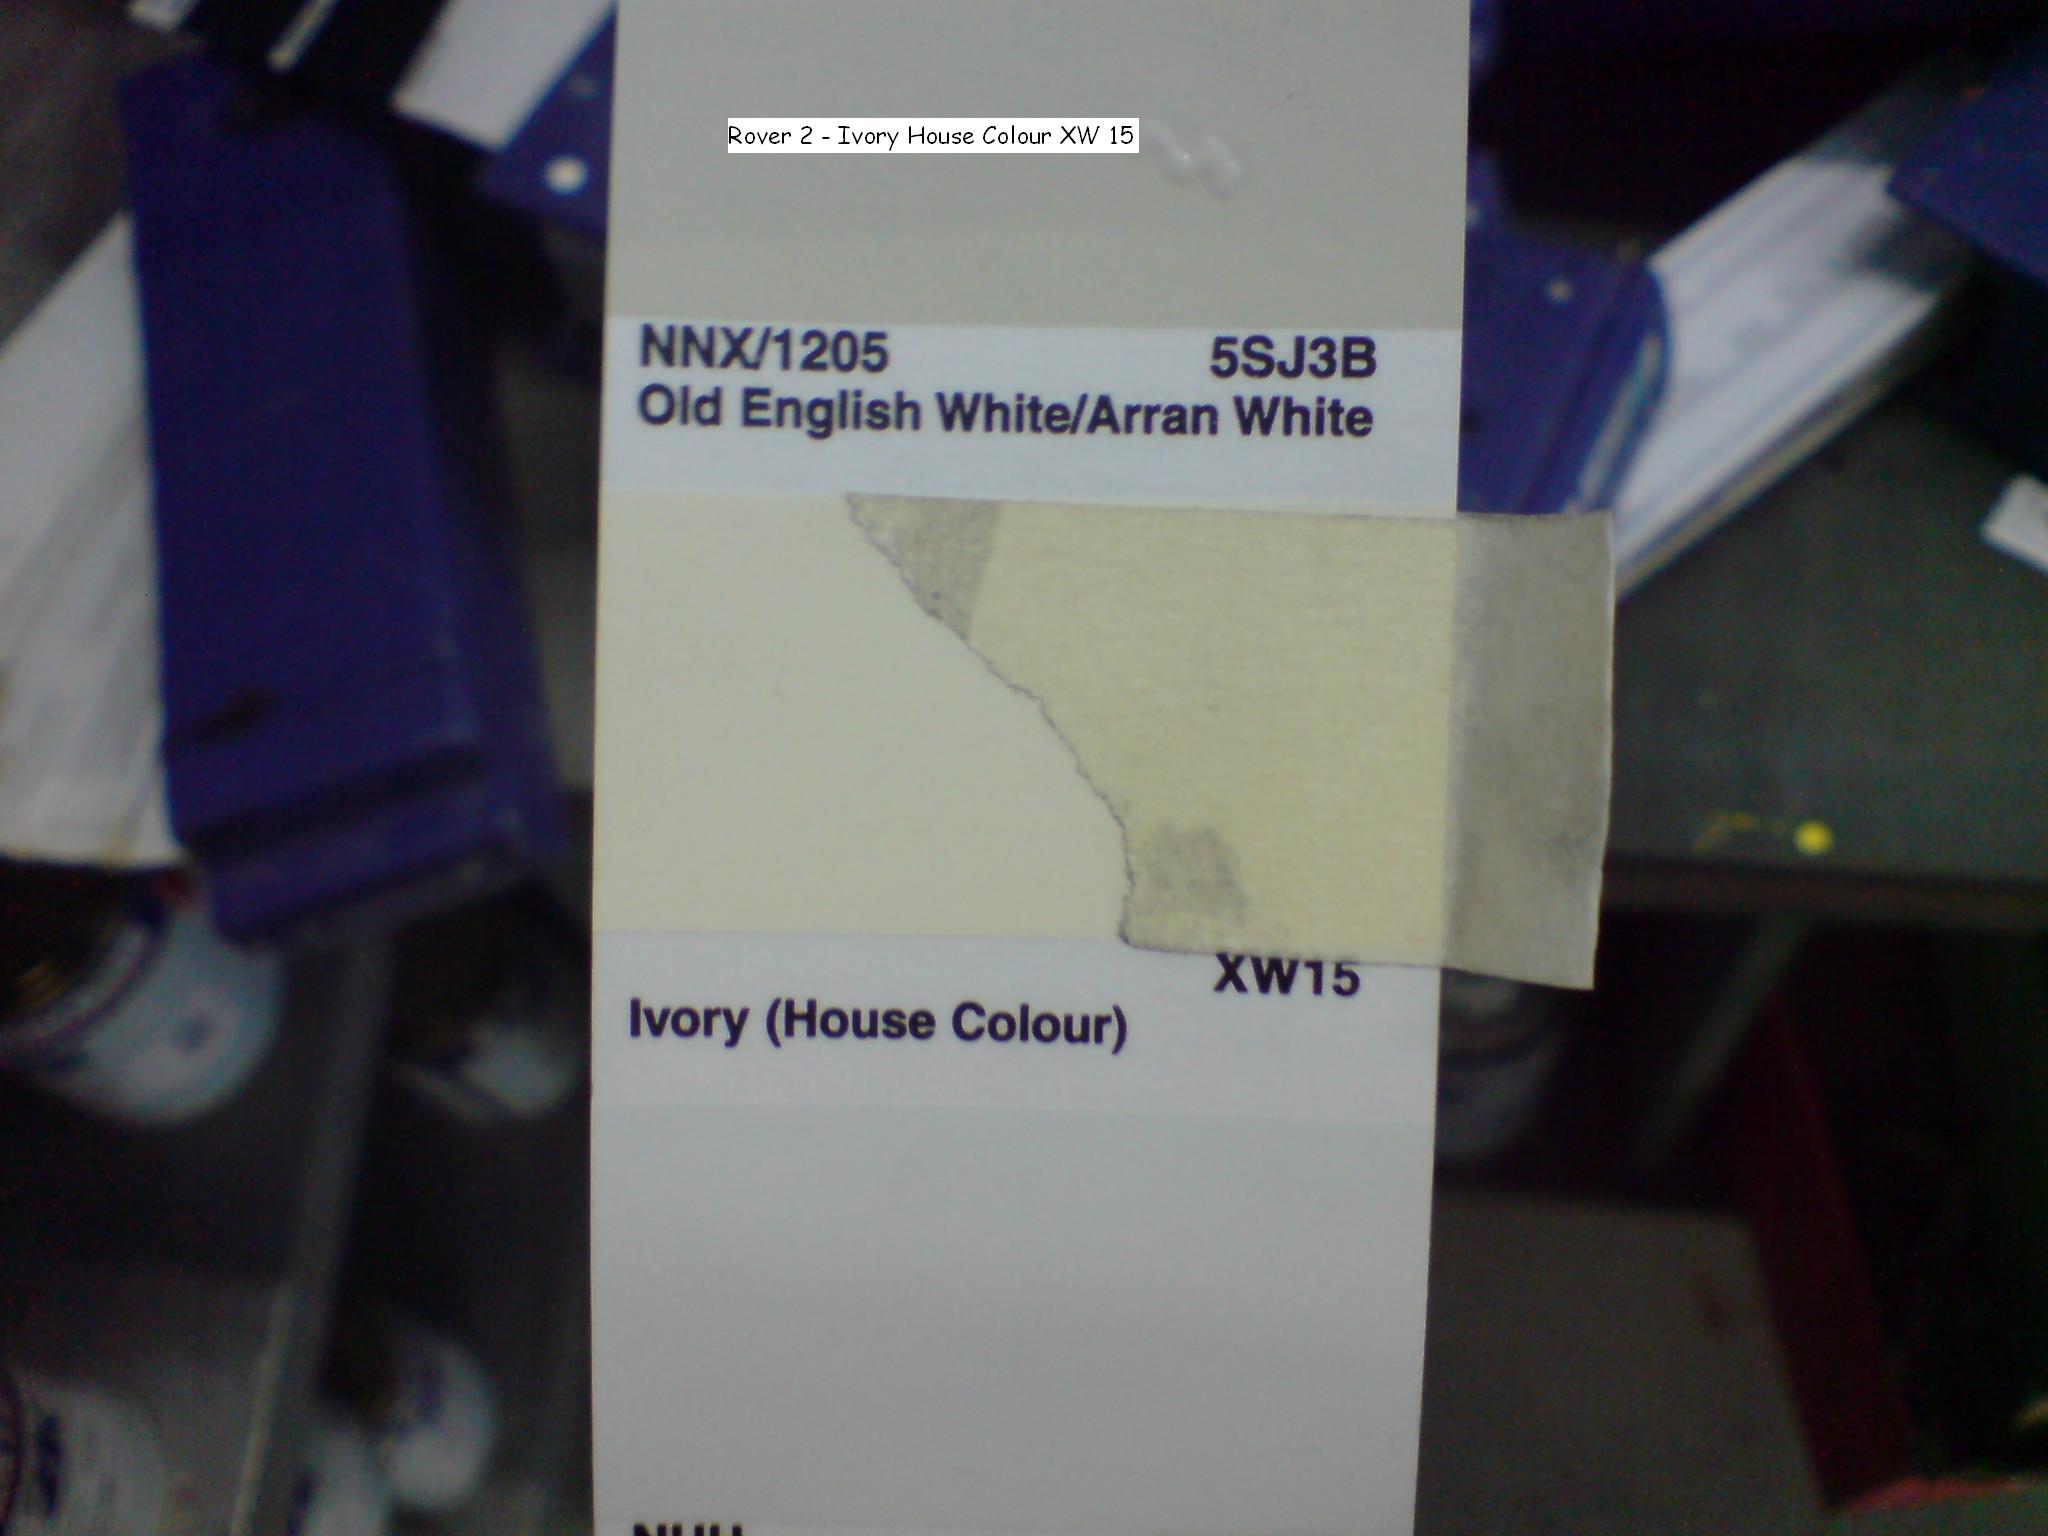 Rover 2 - Ivory House Colour XW 15
NNX/1205 5SJ3B
Old English White/Arran White
XW15
Ivory (House Colour)